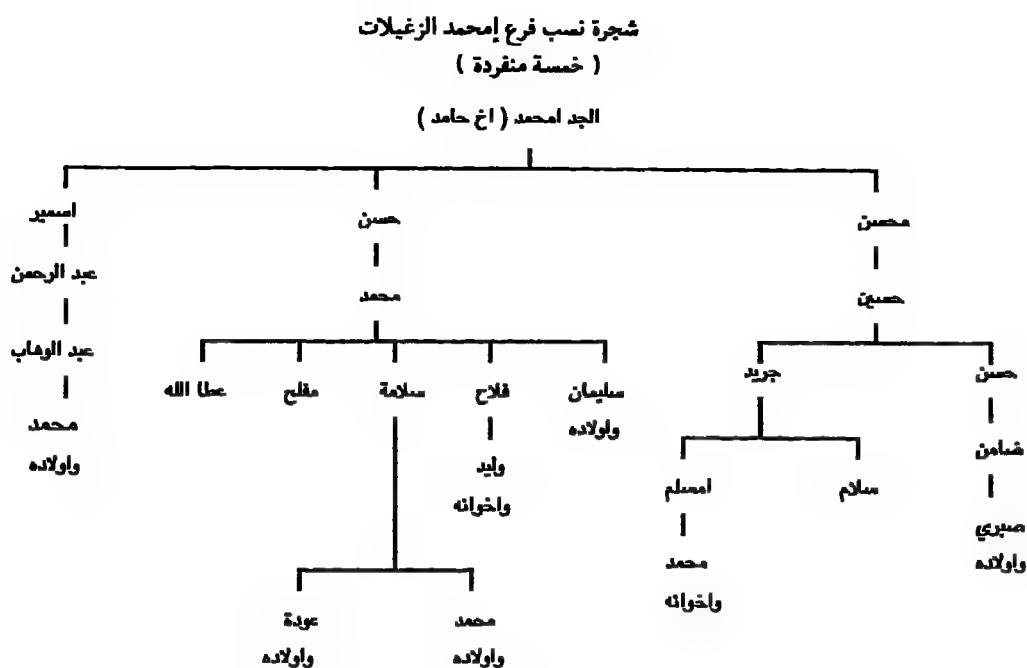 شجرة نسب فرع إمحمد الزغيلات
( خمسة منفردة )
الجد امحمد ( اخ حامد )
محسن
حسن
اسمير
حسين
محمد
عبد الرحمن
حسن
جريد
عبد الوهاب
سليمان
واولاده
فلاح
سلامة
مفلح
عطا الله
محمد
واولاده
ضامن
سلام
امسلم
وليد
واخوانه
صبري
واولاده
محمد
واخوانه
محمد
واولاده
عودة
واولاده